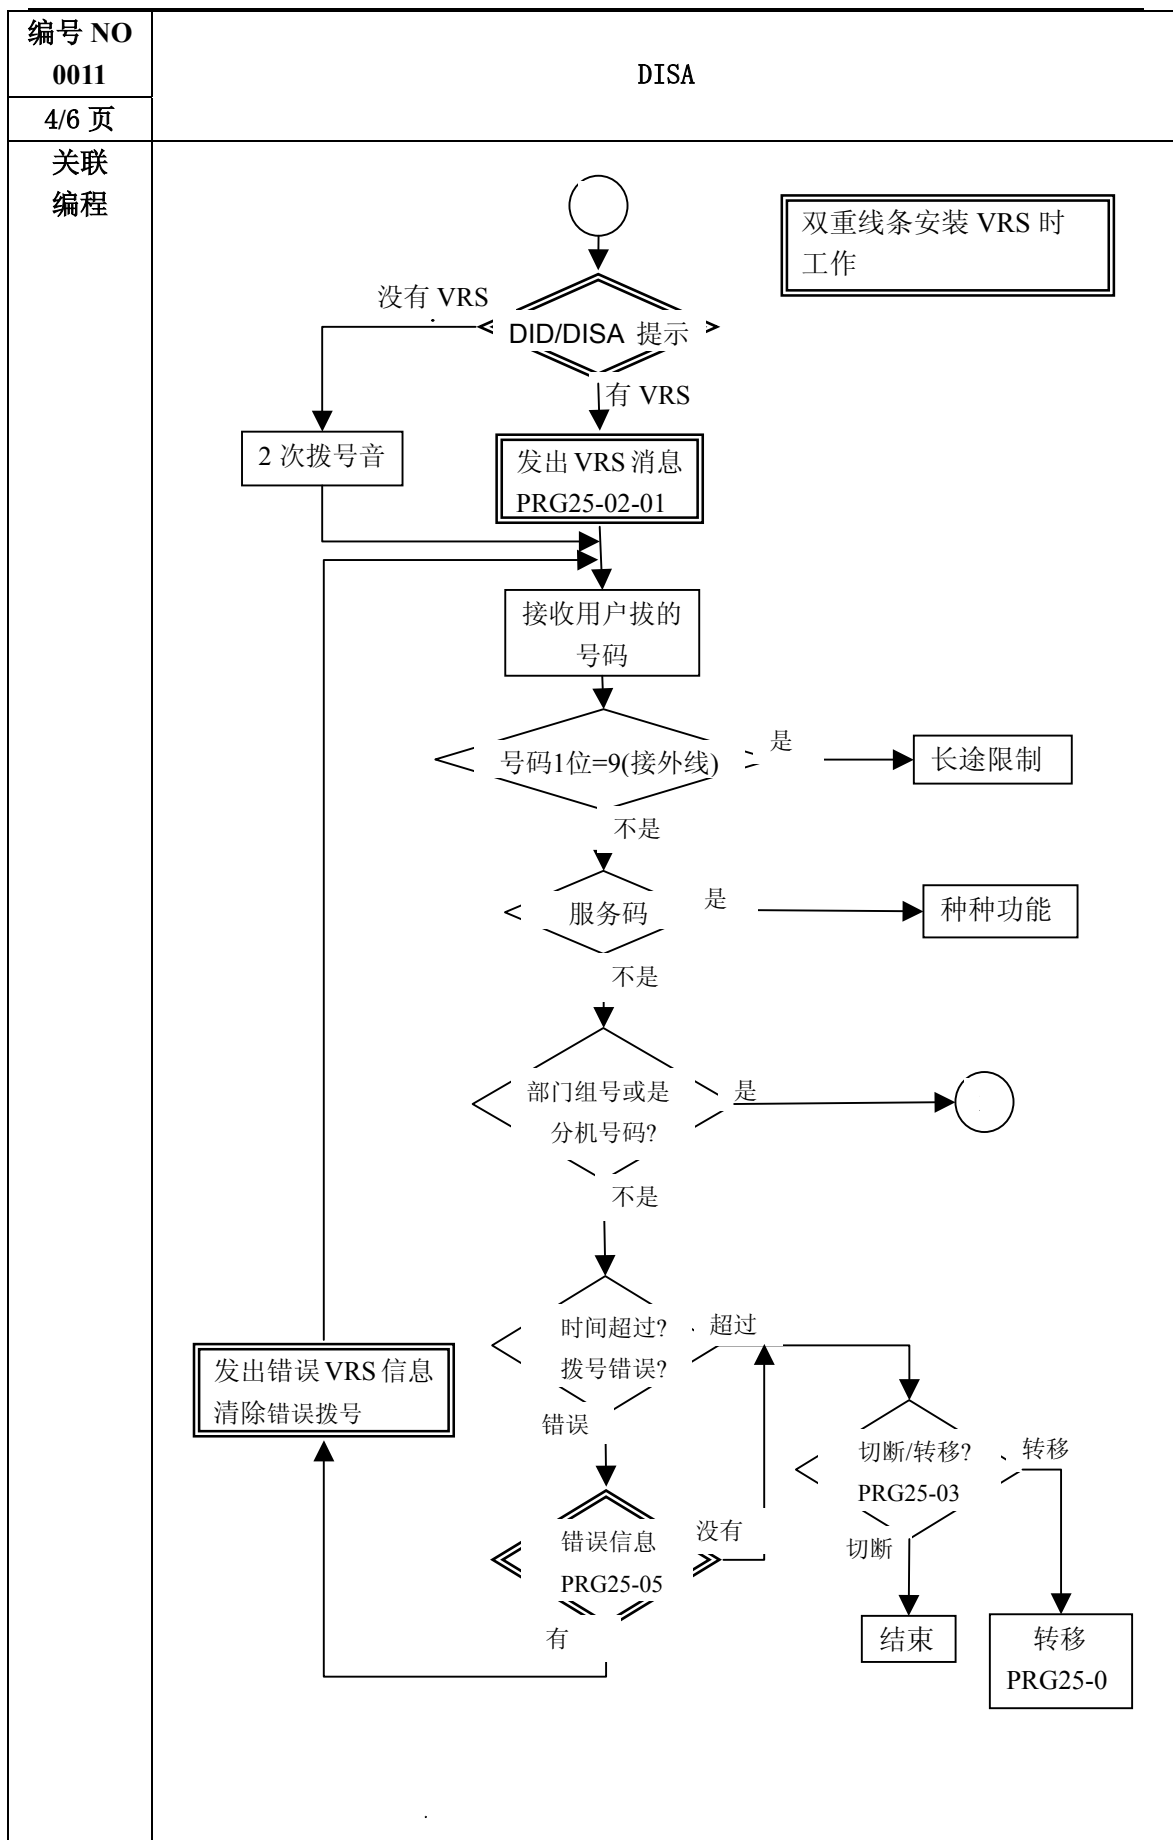 编号 NO
0011
4/6 页
DISA
关联
编程
双重线条安装 VRS 时
工作
没有 VRS
DID/DISA 提示
有 VRS
2 次拨号音
发出 VRS 消息
PRG25-02-01
接收用户拔的
号码
号码1位=9(接外线)
是
长途限制
不是
服务码
是
种种功能
不是
部门组号或是
分机号码?
是
不是
时间超过?
拨号错误?
超过
发出错误 VRS 信息
清除错误拨号
错误
切断/转移?
PRG25-03
转移
错误信息
PRG25-05
没有
切断
有
结束
转移
PRG25-0